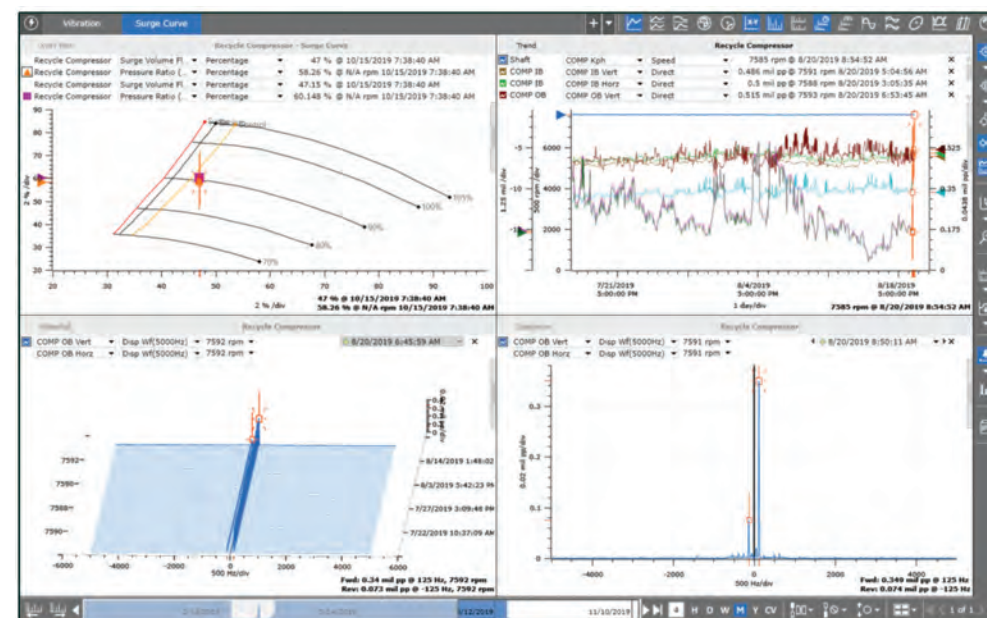 Vibration
Surge Curve
Recycle Compressor - Surge Curve
Recycle Compressor Surge Volume Fl... Percentage 47 % @ 10/15/2019 7:38:40 AM
Recycle Compressor Pressure Ratio (... Percentage 58.26 % @ N/A rpm 10/15/2019 7:38:40 AM
Recycle Compressor Surge Volume Fl... Percentage 47.15 % @ 10/15/2019 7:38:40 AM
Recycle Compressor Pressure Ratio (... Percentage 60.148 % @ N/A rpm 10/15/2019 7:38:40 AM
90
80
70
60
50
40
30
20
2 % /div
105%
100%
90%
80%
70%
20 30 40 50 60 70 80 90 100
2 % /div
47 % @ 10/15/2019 7:38:40 AM
58.26 % @ N/A rpm 10/15/2019 7:38:40 AM
Trend
Recycle Compressor
Shaft COMP Kph Speed 7585 rpm @ 8/20/2019 8:54:52 AM
COMP IB COMP IB Vert Direct 0.486 mil pp@ 7591 rpm 8/20/2019 5:04:56 AM
COMP IB COMP IB Horz Direct 0.5 mil pp@ 7588 rpm 8/20/2019 3:05:35 AM
COMP OB COMP OB Vert Direct 0.515 mil pp@ 7593 rpm 8/20/2019 6:53:45 AM
1.25 mil /div
-5
-10
500 rpm /div
6000
4000
2000
0
0.525
0.35
0.175
0
0.0438 mil pp/div
7/21/2019
5:00:00 PM
8/4/2019
5:00:00 PM
8/18/2019
5:00:00 PM
1 day/div
7585 rpm @ 8/20/2019 8:54:52 AM
Recycle Compressor
COMP OB Vert Disp Wf(5000Hz) 7592 rpm 8/20/2019 6:45:59 AM
COMP OB Horz Disp Wf(5000Hz) 7592 rpm
7592
7590
7588
7590
8/14/2019 1:48:02
8/3/2019 5:42:23 PM
7/27/2019 3:09:48 PM
7/22/2019 10:37:09 AM
-6000 -4000 -2000 0 2000 4000 6000
500 Hz/div
Fwd: 0.34 mil pp @ 125 Hz, 7592 rpm
Rev: 0.073 mil pp @ -125 Hz, 7592 rpm
Recycle Compressor
COMP OB Vert Disp Wf(5000Hz) 7591 rpm 8/20/2019 8:50:11 AM
COMP OB Horz Disp Wf(5000Hz) 7591 rpm
0.3
0.2
0.1
0
0.02 mil pp/div
-4000 -2000 0 2000 4000
500 Hz/div
Fwd: 0.349 mil pp @ 125 Hz
Rev: 0.074 mil pp @ -125 Hz
11/10/2019
4 H D W M Y CV
1 of 1